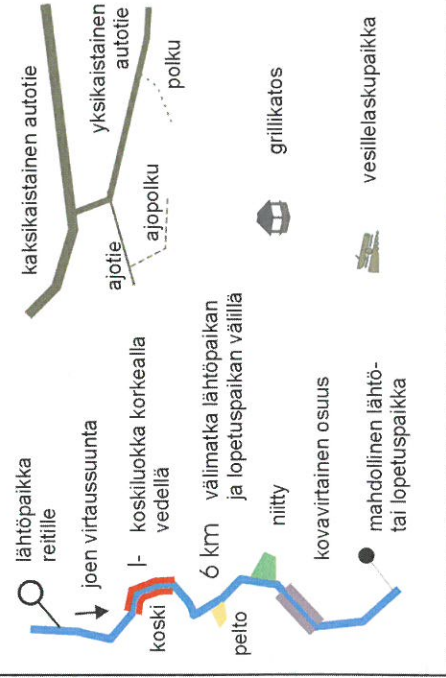 lähtöpaikka
reitille
joen virtaussuunta
koski
I-
koskiluokka korkealla
vedellä
6 km
välimatka lähtöpaikan
ja lopetuspaikan välillä
pelto
niitty
kovavirtainen osuus
mahdollinen lähtö-
tai lopetuspaikka
kaksikaistainen autotie
yksikaistainen
autotie
ajotie
ajopolku
polku
grillikatos
vesillelaskupaikka